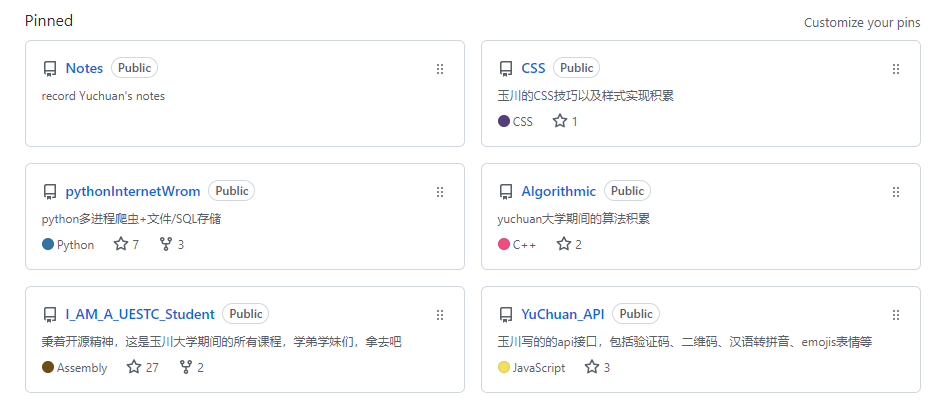 Pinned
Customize your pins
Notes Public
record Yuchuan's notes
CSS Public
玉川的CSS技巧以及样式实现积累
CSS 1
pythonInternetWrom Public
python多进程爬虫+文件/SQL存储
Python 7 3
Algorithmic Public
yuchuan大学期间的算法积累
C++ 2
I_AM_A_UESTC_Student Public
秉着开源精神，这是玉川大学期间的所有课程，学弟学妹们，拿去吧
Assembly 27 2
YuChuan_API Public
玉川写的的api接口，包括验证码、二维码、汉语转拼音、emojis表情等
JavaScript 3